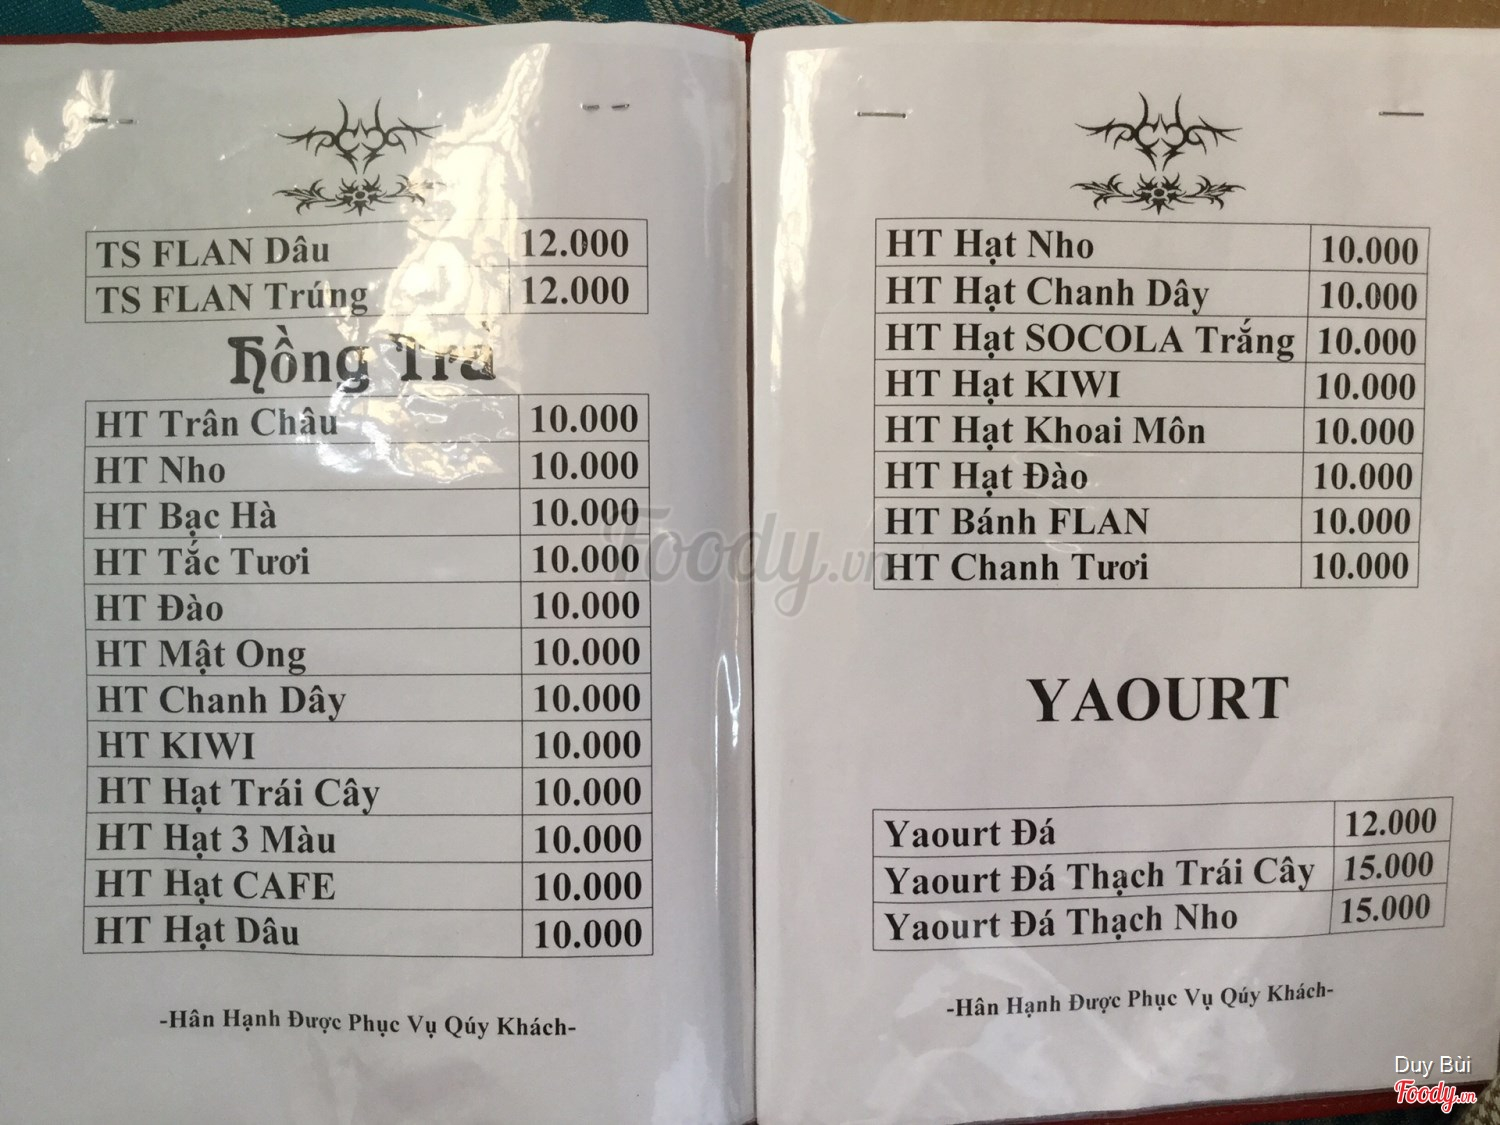 TS FLAN Dâu 12.000
TS FLAN Trúng 12.000
Hồng Trà
HT Trân Châu 10.000
HT Nho 10.000
HT Bạc Hà 10.000
HT Tắc Tươi 10.000
HT Đào 10.000
HT Mật Ong 10.000
HT Chanh Dây 10.000
HT KIWI 10.000
HT Hạt Trái Cây 10.000
HT Hạt 3 Màu 10.000
HT Hạt CAFE 10.000
HT Hạt Dâu 10.000
-Hân Hạnh Được Phục Vụ Qúy Khách-
HT Hạt Nho 10.000
HT Hạt Chanh Dây 10.000
HT Hạt SOCOLA Trắng 10.000
HT Hạt KIWI 10.000
HT Hạt Khoai Môn 10.000
HT Hạt Đào 10.000
HT Bánh FLAN 10.000
HT Chanh Tươi 10.000
YAOURT
Yaourt Đá 12.000
Yaourt Đá Thạch Trái Cây 15.000
Yaourt Đá Thạch Nho 15.000
-Hân Hạnh Được Phục Vụ Qúy Khách-
Foody.vn
Duy Bùi
Foody.vn